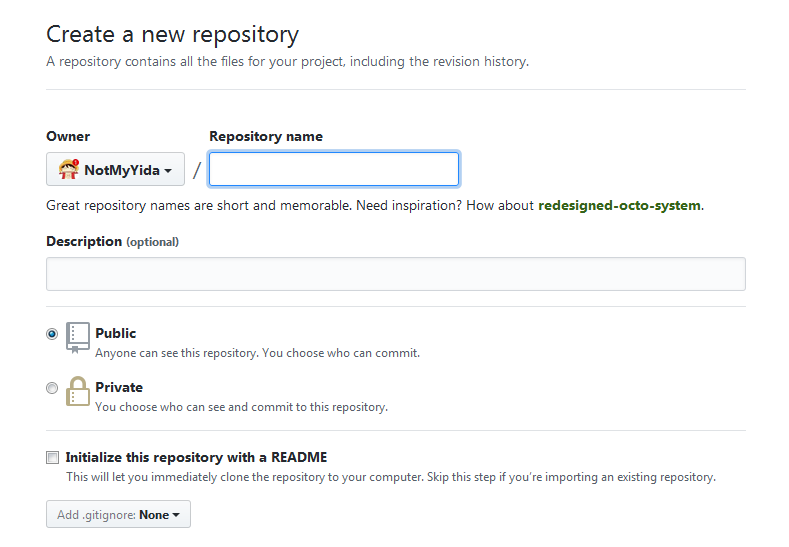 Create a new repository
A repository contains all the files for your project, including the revision history.
Owner
Repository name
NotMyYida
/
Great repository names are short and memorable. Need inspiration? How about redesigned-octo-system.
Description (optional)
Public
Anyone can see this repository. You choose who can commit.
Private
You choose who can see and commit to this repository.
Initialize this repository with a README
This will let you immediately clone the repository to your computer. Skip this step if you’re importing an existing repository.
Add .gitignore: None